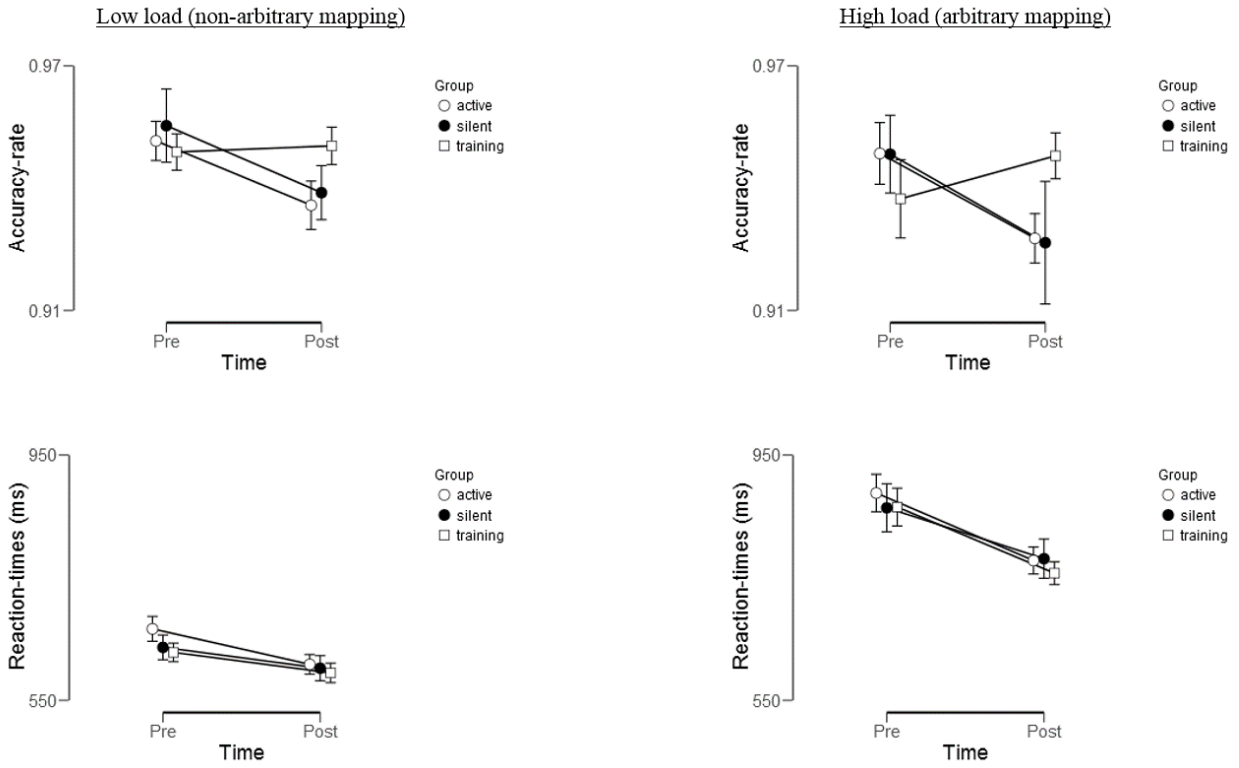 Low load (non-arbitrary mapping)
High load (arbitrary mapping)
0.97
0.91
Accuracy-rate
Pre
Post
Time
Group
active
silent
training
0.97
0.91
Accuracy-rate
Pre
Post
Time
Group
active
silent
training
950
550
Reaction-times (ms)
Pre
Post
Time
Group
active
silent
training
950
550
Reaction-times (ms)
Pre
Post
Time
Group
active
silent
training